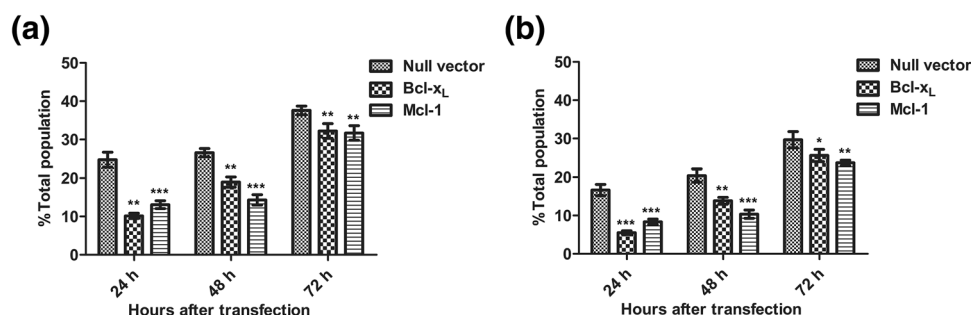 (a)
Null vector
Bcl-xL
Mcl-1
%Total population
50
40
30
20
10
0
** *** ** *** ** **
24 h 48 h 72 h
Hours after transfection
(b)
Null vector
Bcl-xL
Mcl-1
%Total population
50
40
30
20
10
0
*** *** ** *** * **
24 h 48 h 72 h
Hours after transfection